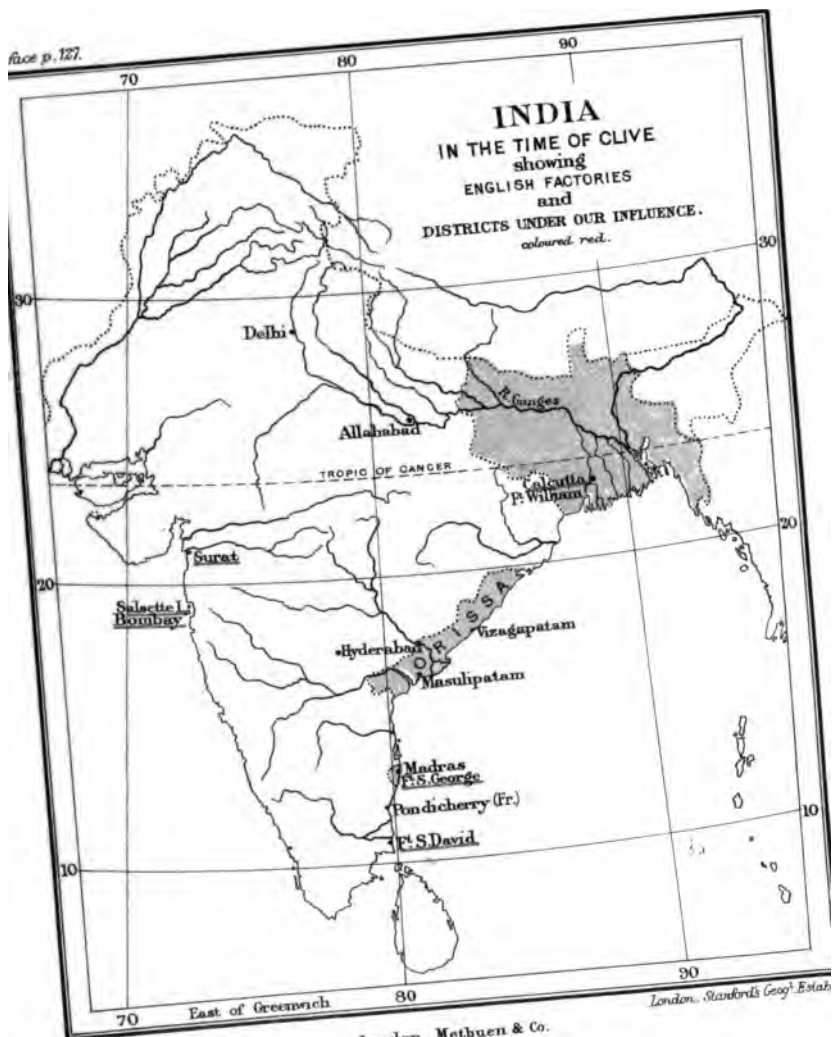 face p. 127.
70
80
90
INDIA
IN THE TIME OF CLIVE
showing
ENGLISH FACTORIES
and
DISTRICTS UNDER OUR INFLUENCE.
coloured red.
30
30
Delhi
R. Ganges
Allahabad
TROPIC OF CANCER
Calcutta
Ft. William
20
Surat
20
Salsette I.
Bombay
ORISSA
Vizagapatam
Hyderabad
Masulipatam
Madras
Ft. S. George
Pondicherry (Fr.)
10
Ft. S. David
10
70
East of Greenwich
80
90
London, Stanford's Geogl. Estab
London, Methuen & Co.